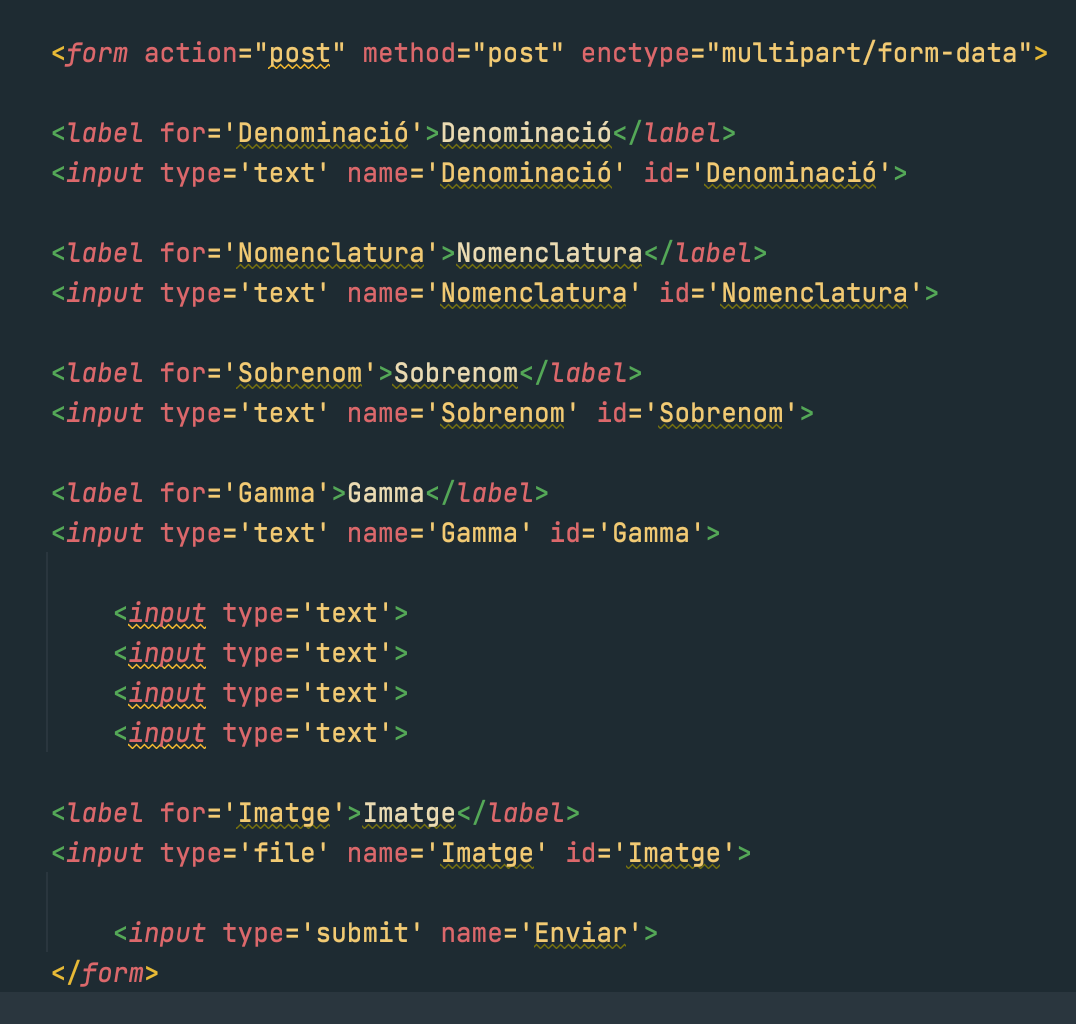 <form action="post" method="post" enctype="multipart/form-data">
<label for='Denominació'>Denominació</label>
<input type='text' name='Denominació' id='Denominació'>
<label for='Nomenclatura'>Nomenclatura</label>
<input type='text' name='Nomenclatura' id='Nomenclatura'>
<label for='Sobrenom'>Sobrenom</label>
<input type='text' name='Sobrenom' id='Sobrenom'>
<label for='Gamma'>Gamma</label>
<input type='text' name='Gamma' id='Gamma'>
<input type='text'>
<input type='text'>
<input type='text'>
<input type='text'>
<label for='Imatge'>Imatge</label>
<input type='file' name='Imatge' id='Imatge'>
<input type='submit' name='Enviar'>
</form>